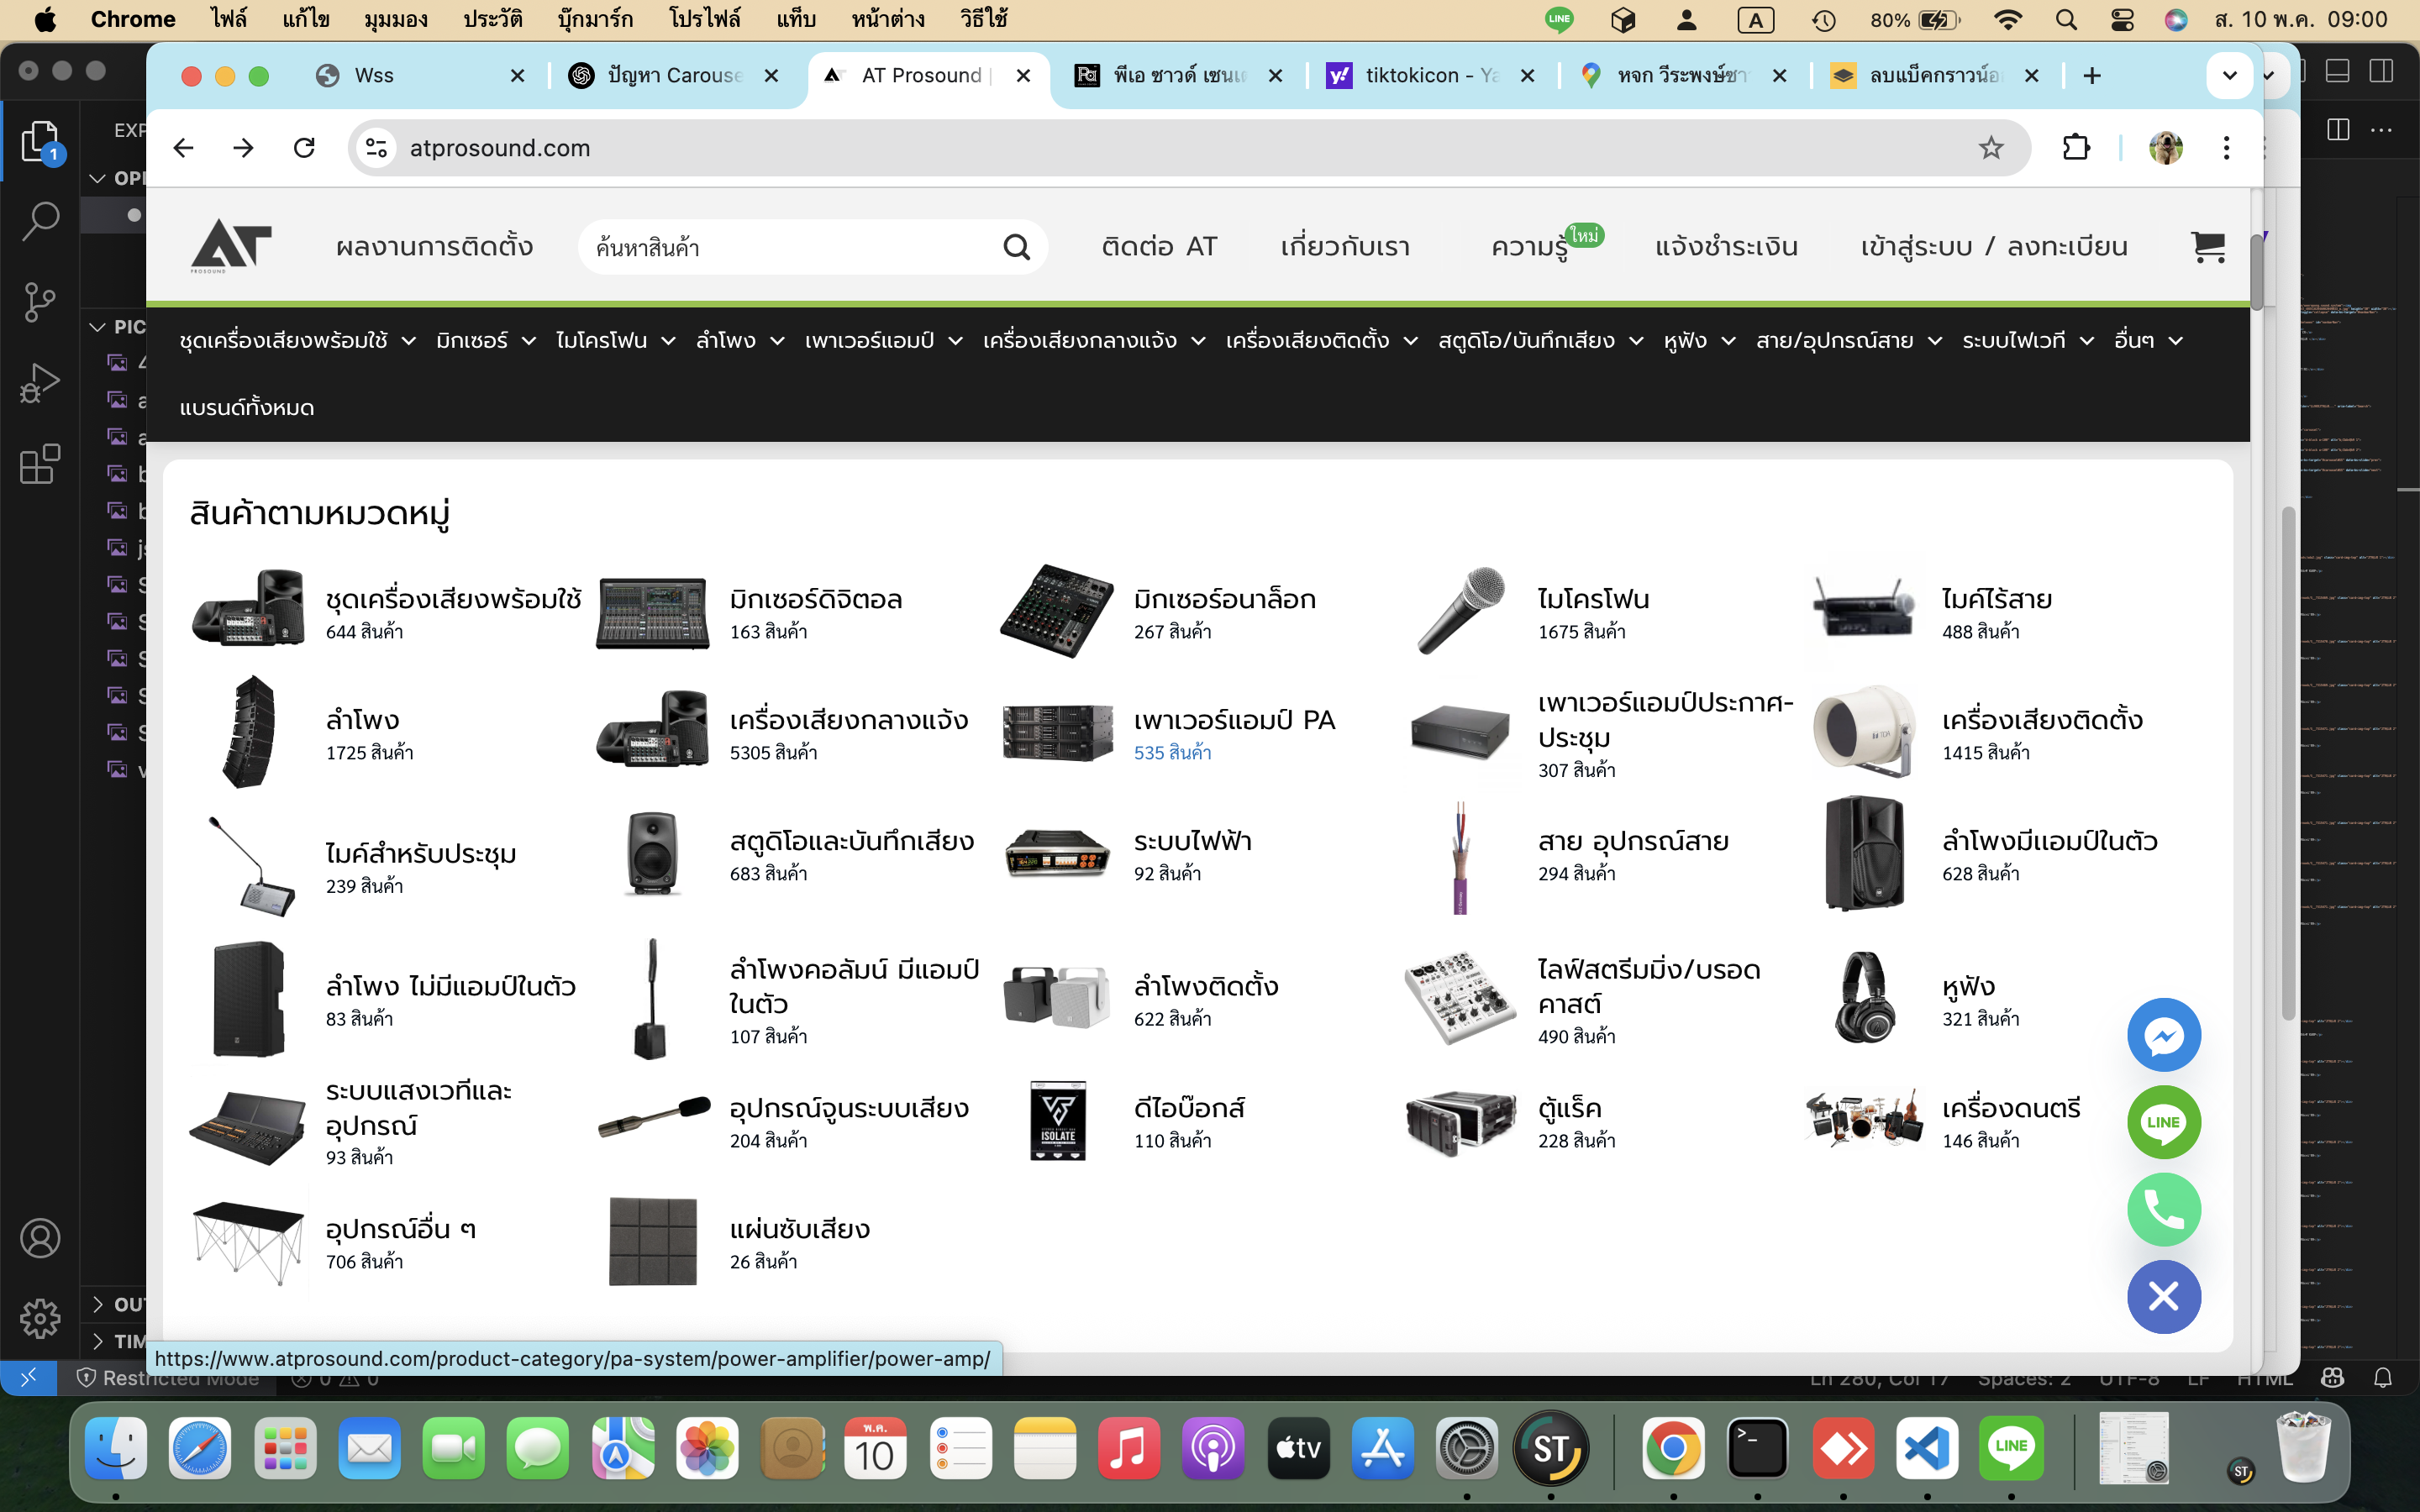 Chrome ไฟล์ แก้ไข มุมมอง ประวัติ บุ๊กมาร์ก โปรไฟล์ แท็บ หน้าต่าง วิธีใช้ LINE A 80% ส. 10 พ.ค. 09:00
Wss ปัญหา Carouse AT Prosound พีเอ ซาวด์ เซนเ tiktokicon - Ya หจก วีระพงษ์ซา ลบแบ็คกราวน์อ
atprosound.com
AT PROSOUND ผลงานการติดตั้ง ค้นหาสินค้า ติดต่อ AT เกี่ยวกับเรา ความรู้ ใหม่ แจ้งชำระเงิน เข้าสู่ระบบ / ลงทะเบียน
ชุดเครื่องเสียงพร้อมใช้ มิกเซอร์ ไมโครโฟน ลำโพง เพาเวอร์แอมป์ เครื่องเสียงกลางแจ้ง เครื่องเสียงติดตั้ง สตูดิโอ/บันทึกเสียง หูฟัง สาย/อุปกรณ์สาย ระบบไฟเวที อื่นๆ
แบรนด์ทั้งหมด
สินค้าตามหมวดหมู่
ชุดเครื่องเสียงพร้อมใช้
644 สินค้า
มิกเซอร์ดิจิตอล
163 สินค้า
มิกเซอร์อนาล็อก
267 สินค้า
ไมโครโฟน
1675 สินค้า
ไมค์ไร้สาย
488 สินค้า
ลำโพง
1725 สินค้า
เครื่องเสียงกลางแจ้ง
5305 สินค้า
เพาเวอร์แอมป์ PA
535 สินค้า
เพาเวอร์แอมป์ประกาศ-
ประชุม
307 สินค้า
เครื่องเสียงติดตั้ง
1415 สินค้า
ไมค์สำหรับประชุม
239 สินค้า
สตูดิโอและบันทึกเสียง
683 สินค้า
ระบบไฟฟ้า
92 สินค้า
สาย อุปกรณ์สาย
294 สินค้า
ลำโพงมีแอมป์ในตัว
628 สินค้า
ลำโพง ไม่มีแอมป์ในตัว
83 สินค้า
ลำโพงคอลัมน์ มีแอมป์
ในตัว
107 สินค้า
ลำโพงติดตั้ง
622 สินค้า
ไลฟ์สตรีมมิ่ง/บรอด
คาสต์
490 สินค้า
หูฟัง
321 สินค้า
ระบบแสงเวทีและ
อุปกรณ์
93 สินค้า
อุปกรณ์จูนระบบเสียง
204 สินค้า
ISOLATE
ดีไอบ๊อกส์
110 สินค้า
ตู้แร็ค
228 สินค้า
เครื่องดนตรี
146 สินค้า
LINE
อุปกรณ์อื่น ๆ
706 สินค้า
แผ่นซับเสียง
26 สินค้า
https://www.atprosound.com/product-category/pa-system/power-amplifier/power-amp/
EXP
1
OPE
PIC
OUT
TIM
Restricted Mode 0 0 Ln 280, Col 17 Spaces: 2 UTF-8 LF HTML
พ.ค. 10 tv ST LINE ST